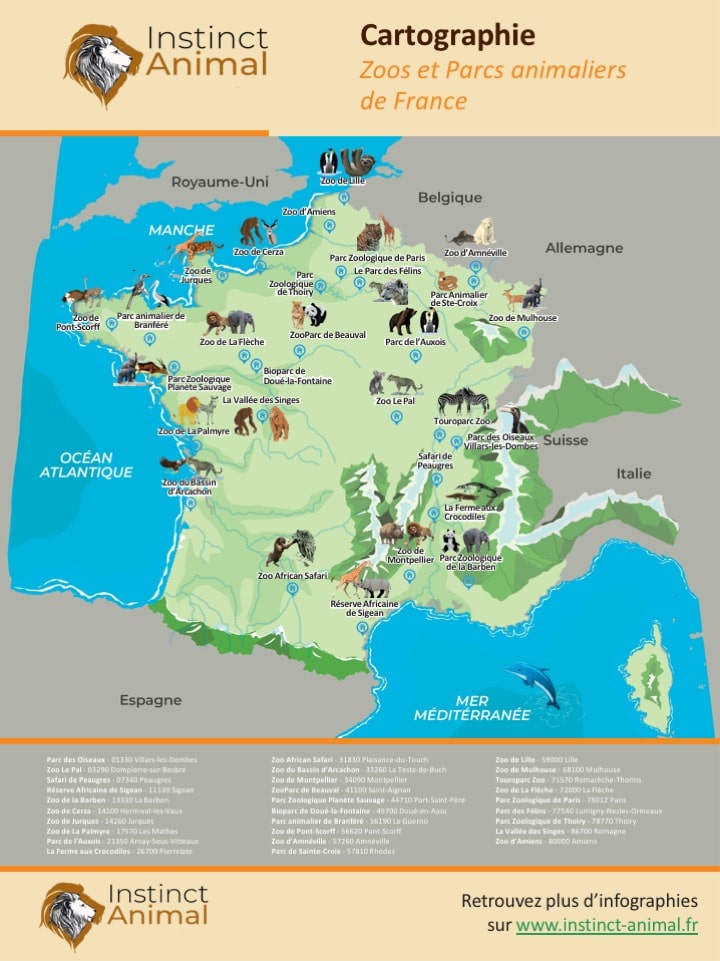 Instinct
Animal
Cartographie
Zoos et Parcs animaliers
de France
Royaume-Uni
Belgique
Allemagne
MANCHE
Zoo de Lille
Zoo d'Amiens
Zoo de Cerza
Parc Zoologique de Paris
Zoo d'Amnéville
Zoo de
Jurques
Parc
Zoologique
de Thoiry
Le Parc des Félins
Parc Animalier
de Ste-Croix
Zoo de
Pont-Scorff
Parc animalier de
Branféré
Zoo de La Flèche
ZooParc de Beauval
Parc de l'Auxois
Zoo de Mulhouse
Parc Zoologique
Planète Sauvage
Bioparc de
Doué-la-Fontaine
La Vallée des Singes
Zoo Le Pal
Zoo de La Palmyre
Touroparc Zoo
Parc des Oiseaux
Villars-les-Dombes
Suisse
OCÉAN
ATLANTIQUE
Safari de
Peaugres
Italie
Zoo du Bassin
d'Arcachon
La Ferme aux
Crocodiles
Zoo de
Montpellier
Parc Zoologique
de la Barben
Zoo African Safari
Réserve Africaine
de Sigean
Espagne
MER
MÉDITERRANÉE
Parc des Oiseaux - 01330 Villars-les-Dombes
Zoo Le Pal - 03290 Dompierre-sur-Besbre
Safari de Peaugres - 07340 Peaugres
Réserve Africaine de Sigean - 11130 Sigean
Zoo de la Barben - 13330 La Barben
Zoo de Cerza - 14100 Hermival-les-Vaux
Zoo de Jurques - 14260 Jurques
Zoo de La Palmyre - 17570 Les Mathes
Parc de l'Auxois - 21350 Arnay-Sous-Vitteaux
La Ferme aux Crocodiles - 26700 Pierrelate
Zoo African Safari - 31830 Plaisance-du-Touch
Zoo du Bassin d'Arcachon - 33260 La Teste-de-Buch
Zoo de Montpellier - 34090 Montpellier
ZooParc de Beauval - 41100 Saint-Aignan
Parc Zoologique Planète Sauvage - 44710 Port-Saint-Père
Bioparc de Doué-la-Fontaine - 49700 Doué-en-Ajou
Parc animalier de Branféré - 56190 Le Guerno
Zoo de Pont-Scorff - 56620 Pont-Scorff
Zoo d'Amnéville - 57360 Amnéville
Parc de Sainte-Croix - 57810 Rhodes
Zoo de Lille - 59000 Lille
Zoo de Mulhouse - 68100 Mulhouse
Touroparc Zoo - 71570 Romanèche-Thorins
Zoo de La Flèche - 72000 La Flèche
Parc Zoologique de Paris - 75012 Paris
Parc des Félins - 77540 Lumigny-Nesles-Ormeaux
Parc Zoologique de Thoiry - 78770 Thoiry
La Vallée des Singes - 86700 Romagne
Zoo d'Amiens - 80000 Amiens
Instinct
Animal
Retrouvez plus d'infographies
sur www.instinct-animal.fr